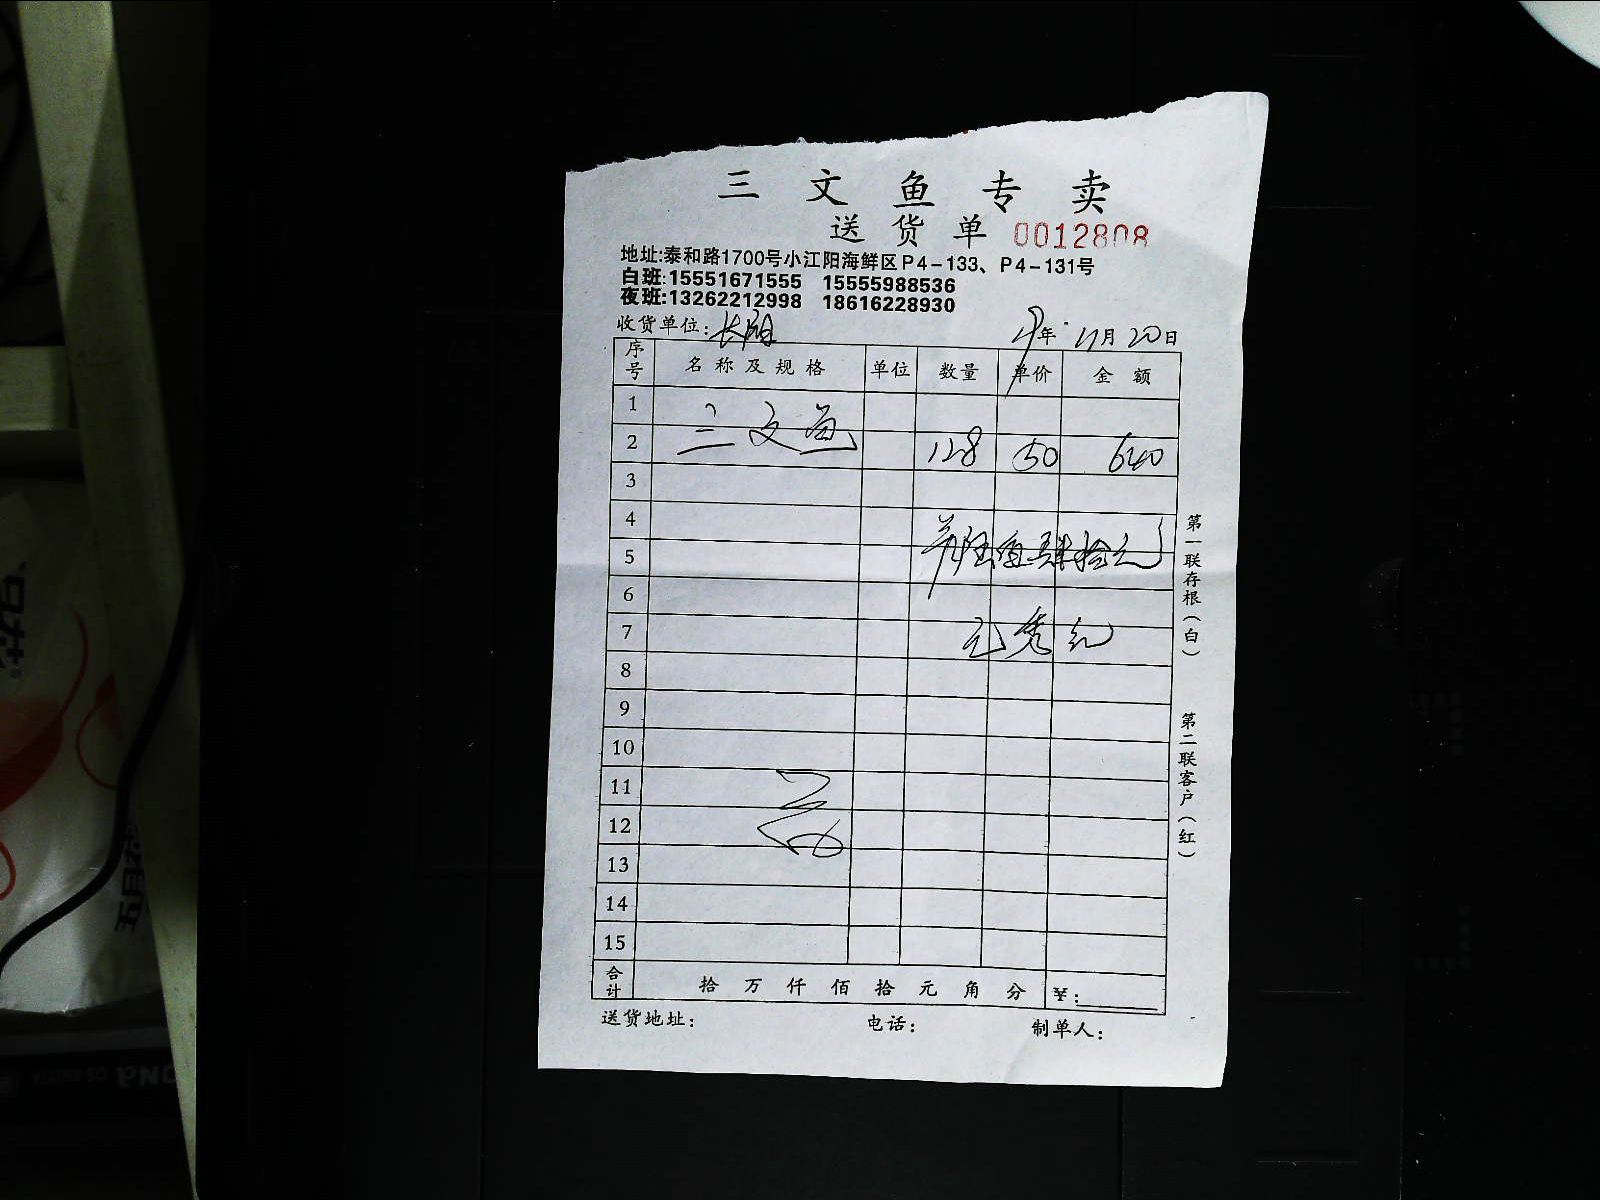 三文鱼专卖
送货单 0012808
地址:泰和路1700号小江阳海鲜区P4-133、P4-131号
白班:15551671555 15555988536
夜班:13262212998 18616228930
收货单位: 年 11月20日
序号 名称及规格 单位 数量 单价 金额
1
2 三文鱼 128 50 640
3
4
5 陆佰肆拾元
6
7
8
9
10
11
12
13
14
15
合计 拾 万 仟 佰 拾 元 角 分 ¥:
送货地址: 电话: 制单人:
第一联存根(白)
第二联客户(红)